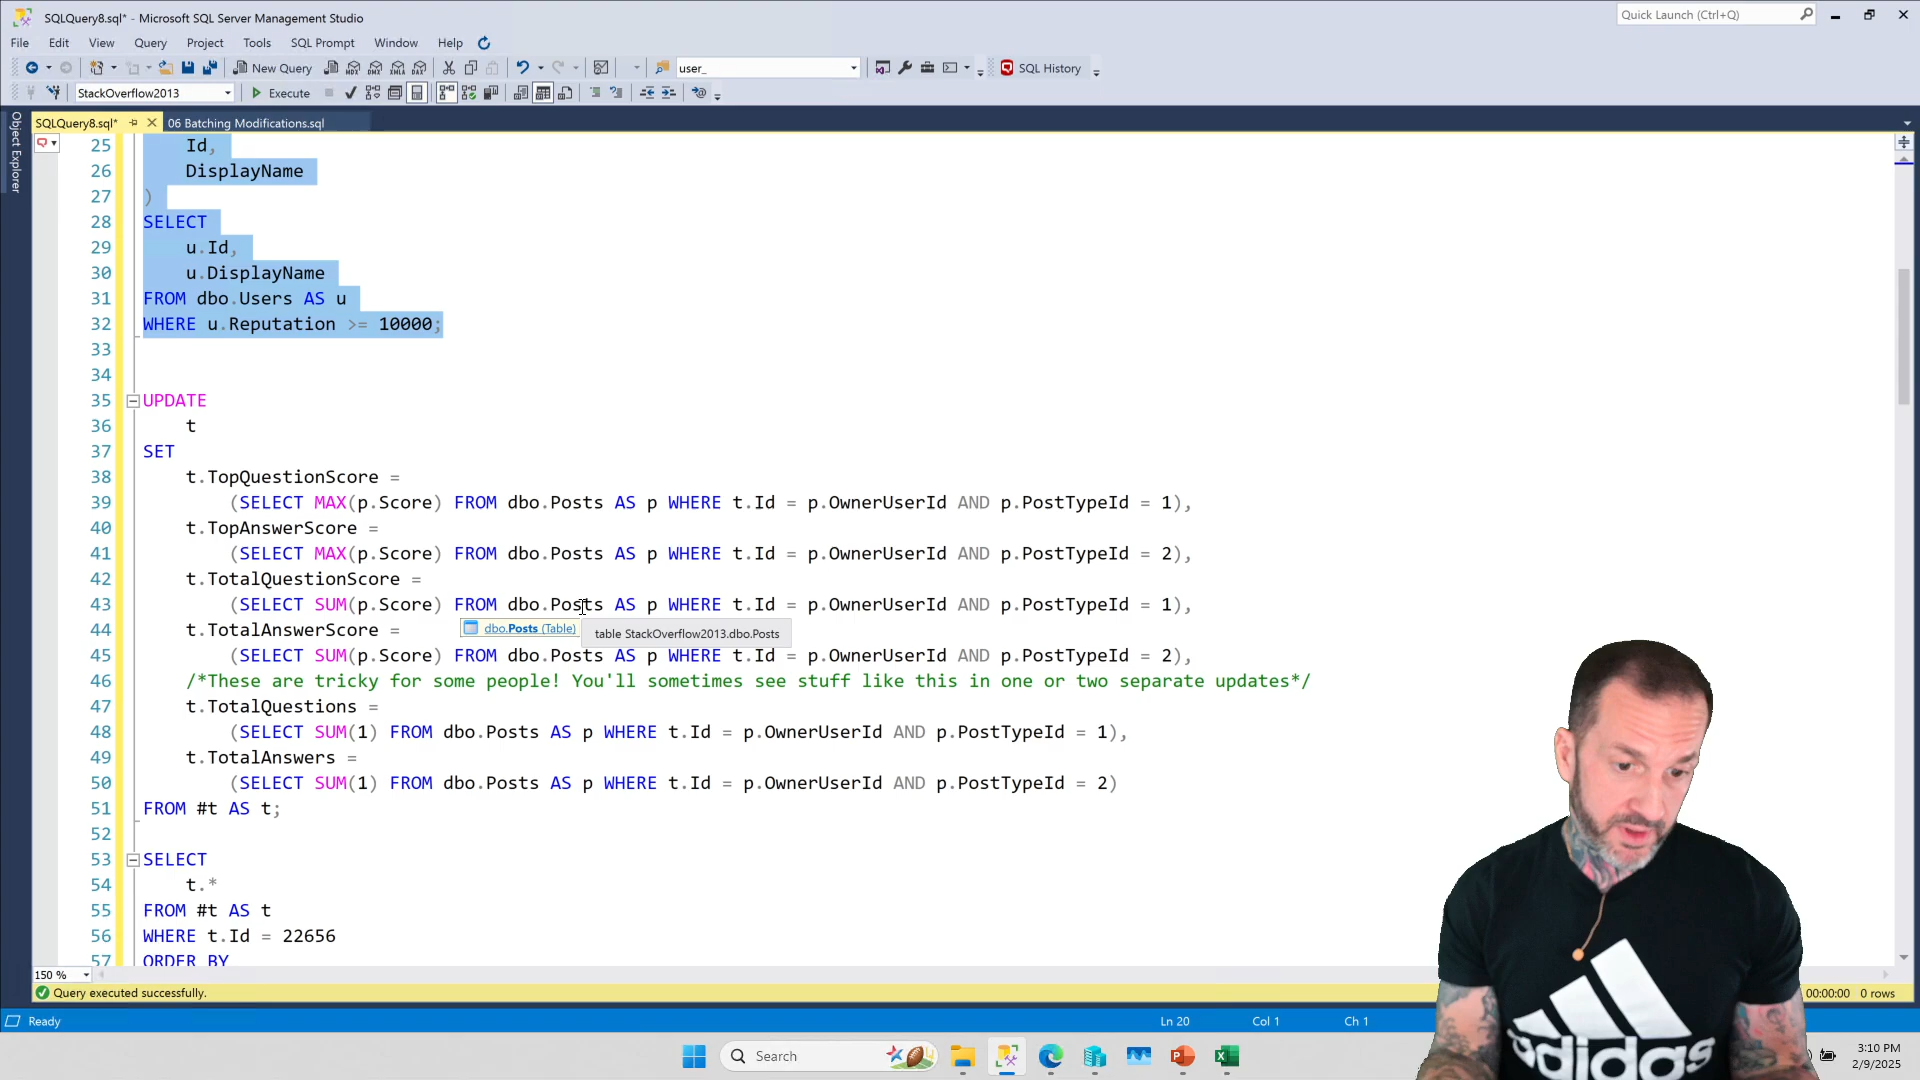 SQLQuery8.sql* - Microsoft SQL Server Management Studio
Quick Launch (Ctrl+Q)
File Edit View Query Project Tools SQL Prompt Window Help
New Query
user_
SQL History
StackOverflow2013
Execute
SQLQuery8.sql*
06 Batching Modifications.sql
Object Explorer
25 Id,
26 DisplayName
27 )
28 SELECT
29 u.Id,
30 u.DisplayName
31 FROM dbo.Users AS u
32 WHERE u.Reputation >= 10000;
33
34
35 UPDATE
36 t
37 SET
38 t.TopQuestionScore =
39 (SELECT MAX(p.Score) FROM dbo.Posts AS p WHERE t.Id = p.OwnerUserId AND p.PostTypeId = 1),
40 t.TopAnswerScore =
41 (SELECT MAX(p.Score) FROM dbo.Posts AS p WHERE t.Id = p.OwnerUserId AND p.PostTypeId = 2),
42 t.TotalQuestionScore =
43 (SELECT SUM(p.Score) FROM dbo.Posts AS p WHERE t.Id = p.OwnerUserId AND p.PostTypeId = 1),
44 t.TotalAnswerScore =
dbo.Posts (Table)
table StackOverflow2013.dbo.Posts
45 (SELECT SUM(p.Score) FROM dbo.Posts AS p WHERE t.Id = p.OwnerUserId AND p.PostTypeId = 2),
46 /*These are tricky for some people! You'll sometimes see stuff like this in one or two separate updates*/
47 t.TotalQuestions =
48 (SELECT SUM(1) FROM dbo.Posts AS p WHERE t.Id = p.OwnerUserId AND p.PostTypeId = 1),
49 t.TotalAnswers =
50 (SELECT SUM(1) FROM dbo.Posts AS p WHERE t.Id = p.OwnerUserId AND p.PostTypeId = 2)
51 FROM #t AS t;
52
53 SELECT
54 t.*
55 FROM #t AS t
56 WHERE t.Id = 22656
57 ORDER BY
150 %
Query executed successfully.
00:00:00
0 rows
Ready
Ln 20
Col 1
Ch 1
Search
3:10 PM
2/9/2025
adidas